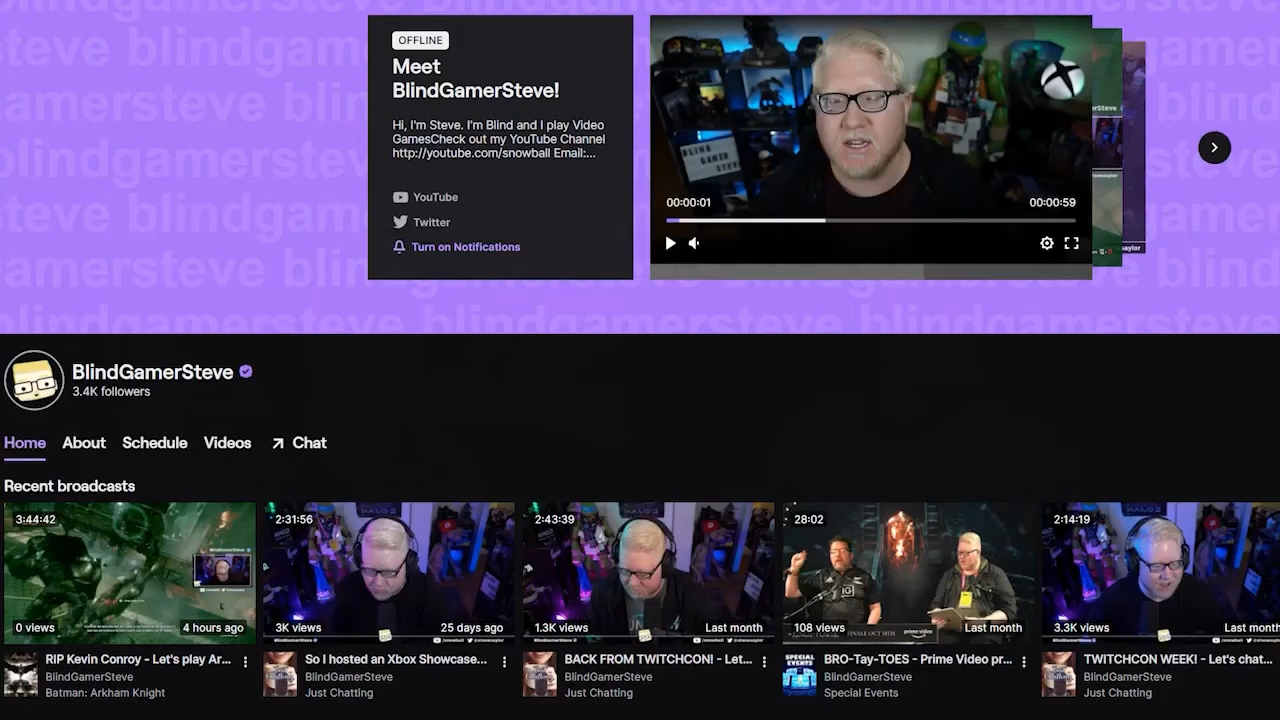 blindgamersteve
OFFLINE
Meet
BlindGamerSteve!
Hi, I'm Steve. I'm Blind and I play Video
GamesCheck out my YouTube Channel
http://youtube.com/snowball Email:...
YouTube
Twitter
Turn on Notifications
BLIND
GAMER
STEVE
00:00:01
00:00:59
BlindGamerSteve
3.4K followers
Home
About
Schedule
Videos
Chat
Recent broadcasts
3:44:42
0 views
4 hours ago
RIP Kevin Conroy - Let's play Ar...
BlindGamerSteve
Batman: Arkham Knight
2:31:56
3K views
25 days ago
So I hosted an Xbox Showcase...
BlindGamerSteve
Just Chatting
2:43:39
1.3K views
Last month
BACK FROM TWITCHCON! - Let...
BlindGamerSteve
Just Chatting
28:02
108 views
Last month
BRO-Tay-TOES - Prime Video pr...
BlindGamerSteve
Special Events
SPECIAL
EVENTS
2:14:19
3.3K views
Last month
TWITCHCON WEEK! - Let's chat...
BlindGamerSteve
Just Chatting